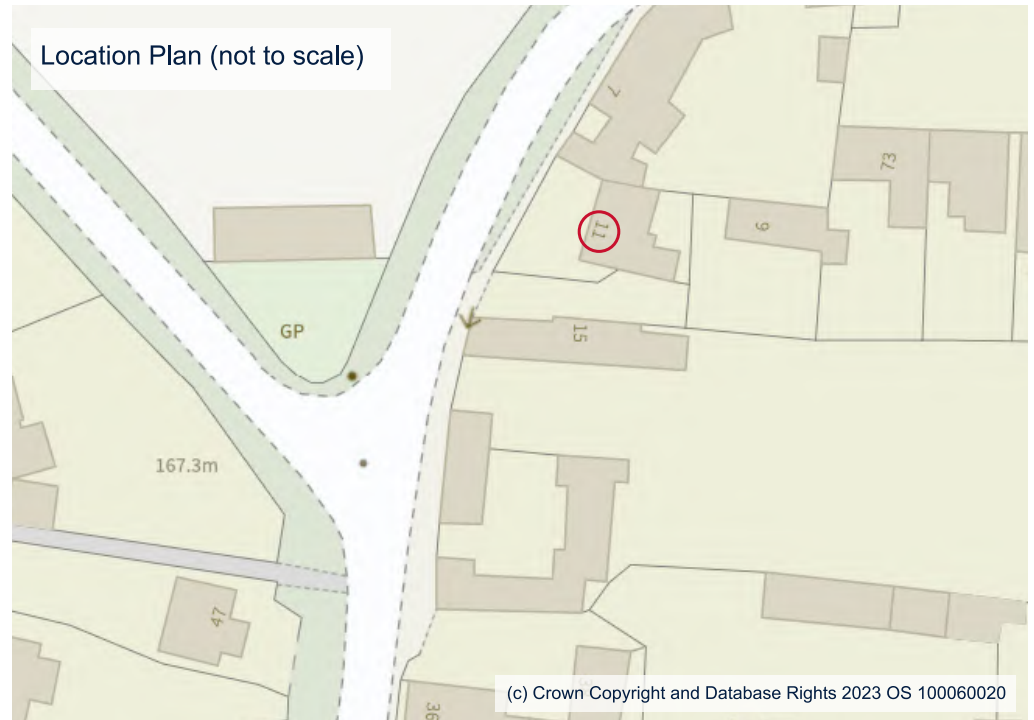 Location Plan (not to scale)
7
73
11
9
15
GP
167.3m
47
36
(c) Crown Copyright and Database Rights 2023 OS 100060020